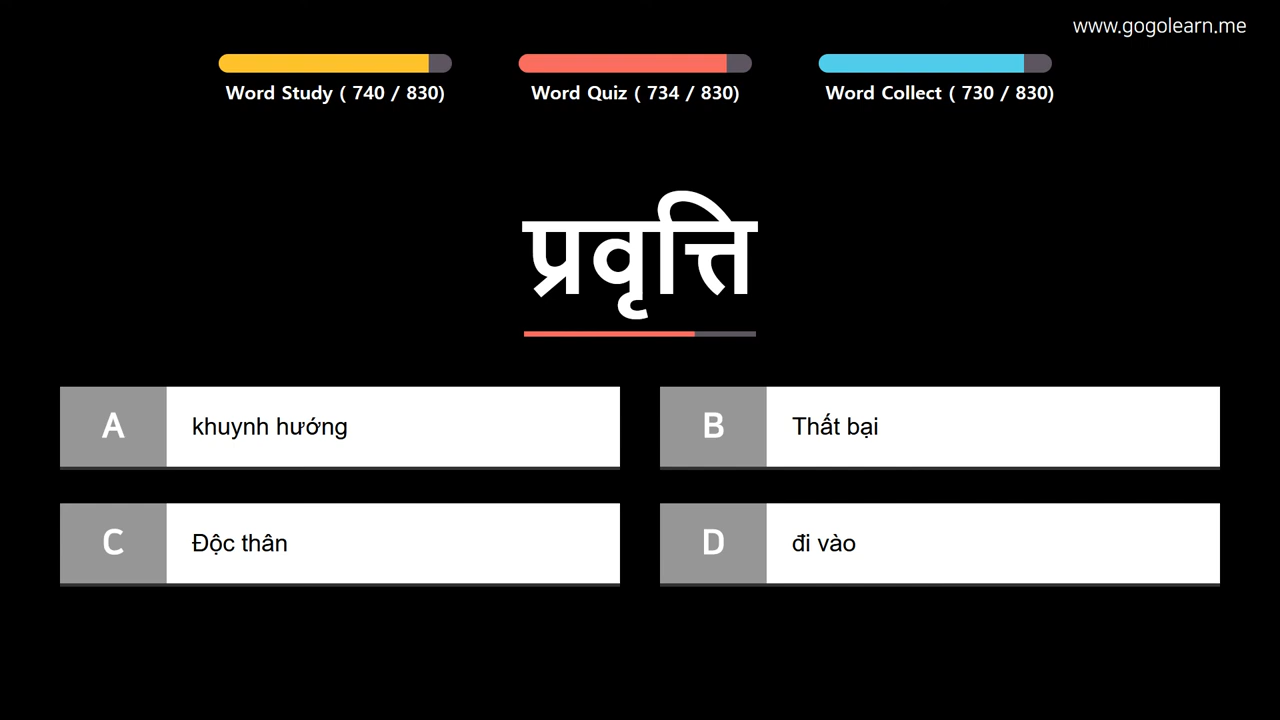 www.gogolearn.me
Word Study ( 740 / 830)
Word Quiz ( 734 / 830)
Word Collect ( 730 / 830)
प्रवृत्ति
A khuynh hướng
B Thất bại
C Độc thân
D đi vào